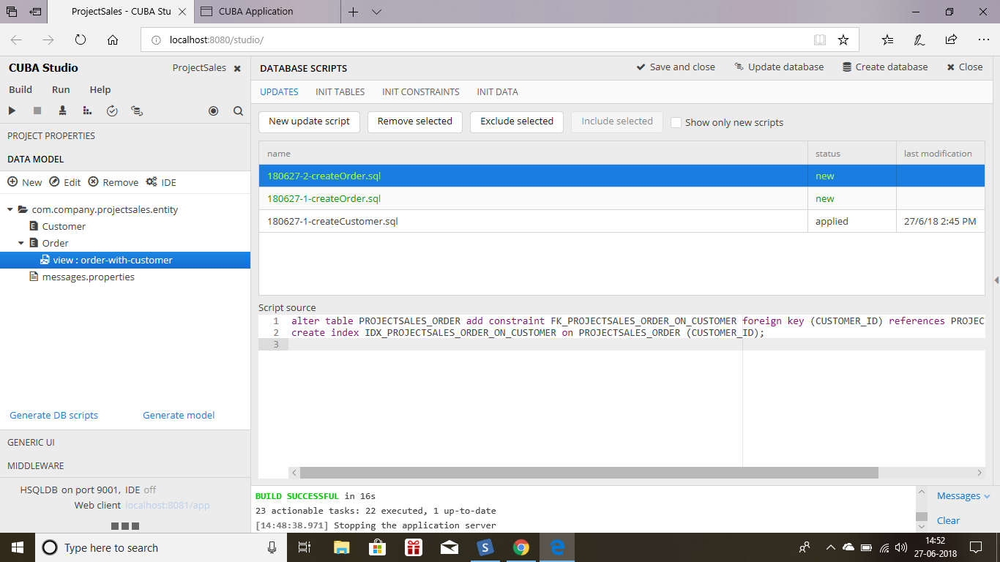 ProjectSales - CUBA Stu
CUBA Application
localhost:8080/studio/
CUBA Studio
ProjectSales
Build Run Help
PROJECT PROPERTIES
DATA MODEL
New Edit Remove IDE
com.company.projectsales.entity
Customer
Order
view : order-with-customer
messages.properties
Generate DB scripts Generate model
GENERIC UI
MIDDLEWARE
HSQLDB on port 9001, IDE off
Web client localhost:8081/app
DATABASE SCRIPTS
Save and close Update database Create database Close
UPDATES INIT TABLES INIT CONSTRAINTS INIT DATA
New update script Remove selected Exclude selected Include selected Show only new scripts
name status last modification
180627-2-createOrder.sql new
180627-1-createOrder.sql new
180627-1-createCustomer.sql applied 27/6/18 2:45 PM
Script source
1 alter table PROJECTSALES_ORDER add constraint FK_PROJECTSALES_ORDER_ON_CUSTOMER foreign key (CUSTOMER_ID) references PROJEC
2 create index IDX_PROJECTSALES_ORDER_ON_CUSTOMER on PROJECTSALES_ORDER (CUSTOMER_ID);
3
BUILD SUCCESSFUL in 16s
23 actionable tasks: 22 executed, 1 up-to-date
[14:48:38.971] Stopping the application server
Messages
Clear
Type here to search
14:52
27-06-2018